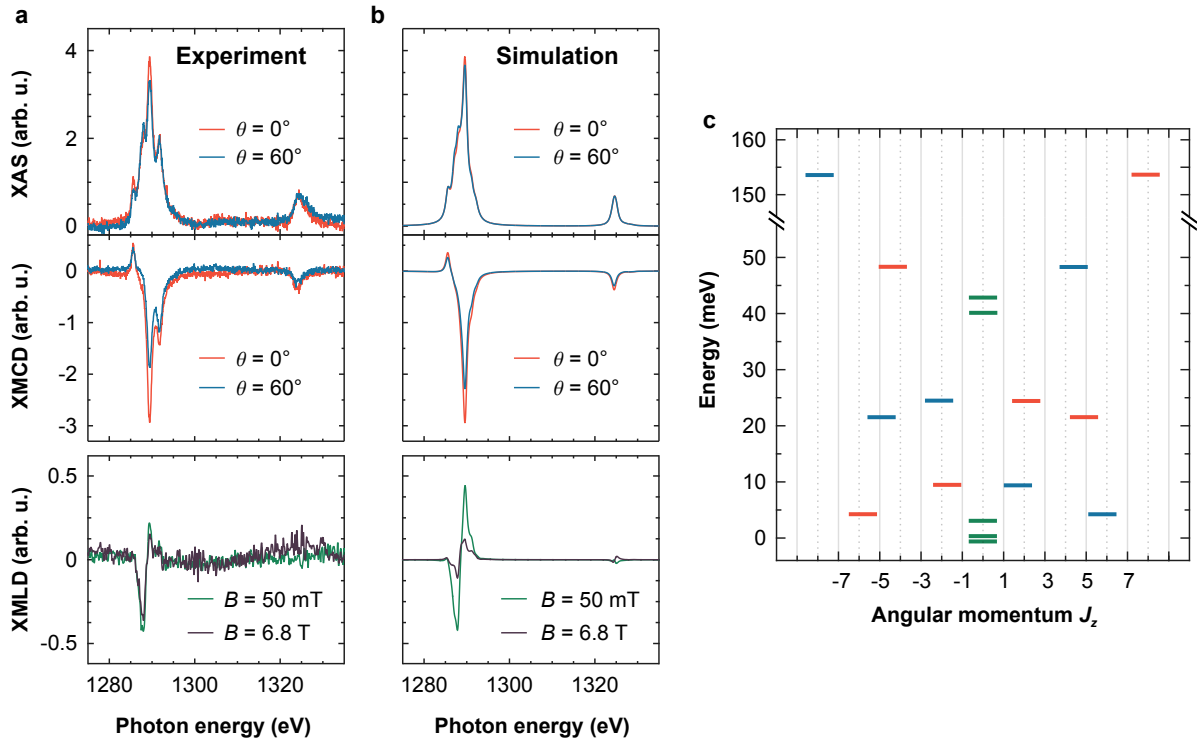 a
Experiment
XAS (arb. u.)
4
2
0
θ = 0°
θ = 60°
XMCD (arb. u.)
0
-1
-2
-3
θ = 0°
θ = 60°
XMLD (arb. u.)
0.5
0
-0.5
B = 50 mT
B = 6.8 T
1280 1300 1320
Photon energy (eV)
b
Simulation
θ = 0°
θ = 60°
θ = 0°
θ = 60°
B = 50 mT
B = 6.8 T
1280 1300 1320
Photon energy (eV)
c
Energy (meV)
160
150
50
40
30
20
10
0
-7 -5 -3 -1 1 3 5 7
Angular momentum Jz